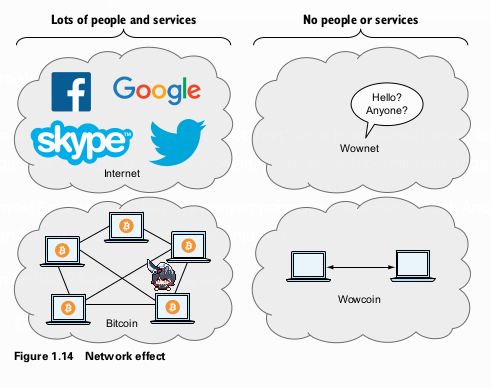 Lots of people and services
No people or services
f
Google
skype™
Internet
Hello?
Anyone?
Wownet
Bitcoin
Wowcoin
Figure 1.14 Network effect